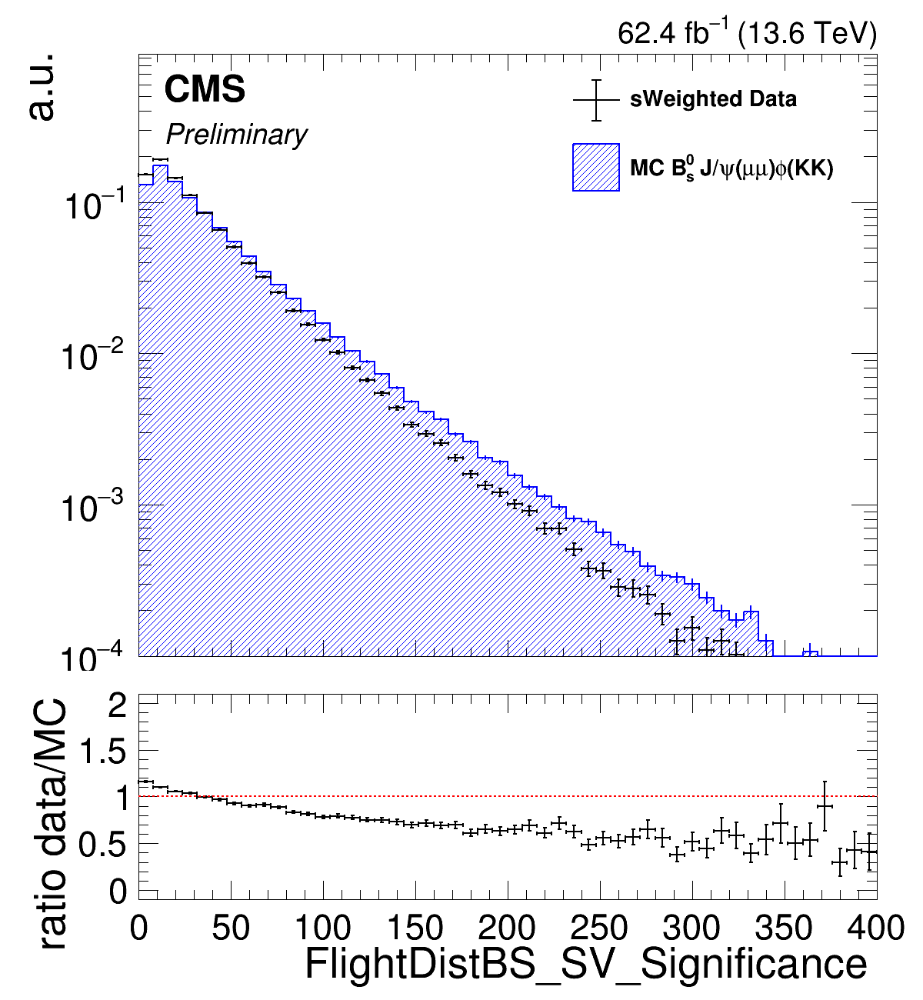 62.4 fb⁻¹ (13.6 TeV)
a.u.
CMS
Preliminary
sWeighted Data
MC B⁰ₛ J/ψ(μμ)ϕ(KK)
10⁻¹
10⁻²
10⁻³
10⁻⁴
ratio data/MC
2
1.5
1
0.5
0
0 50 100 150 200 250 300 350 400
FlightDistBS_SV_Significance